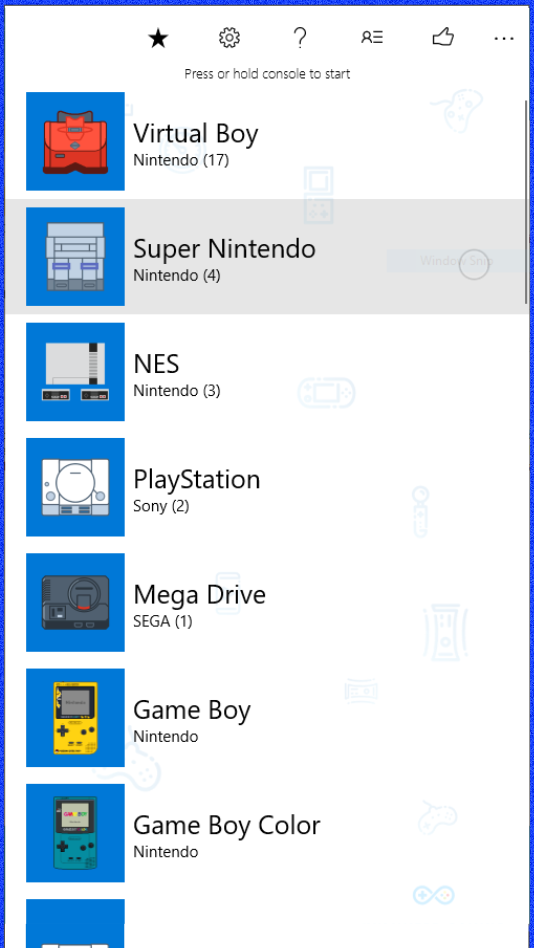 Press or hold console to start
Virtual Boy
Nintendo (17)
Super Nintendo
Nintendo (4)
Window Snip
NES
Nintendo (3)
PlayStation
Sony (2)
Mega Drive
SEGA (1)
Game Boy
Nintendo
Game Boy Color
Nintendo